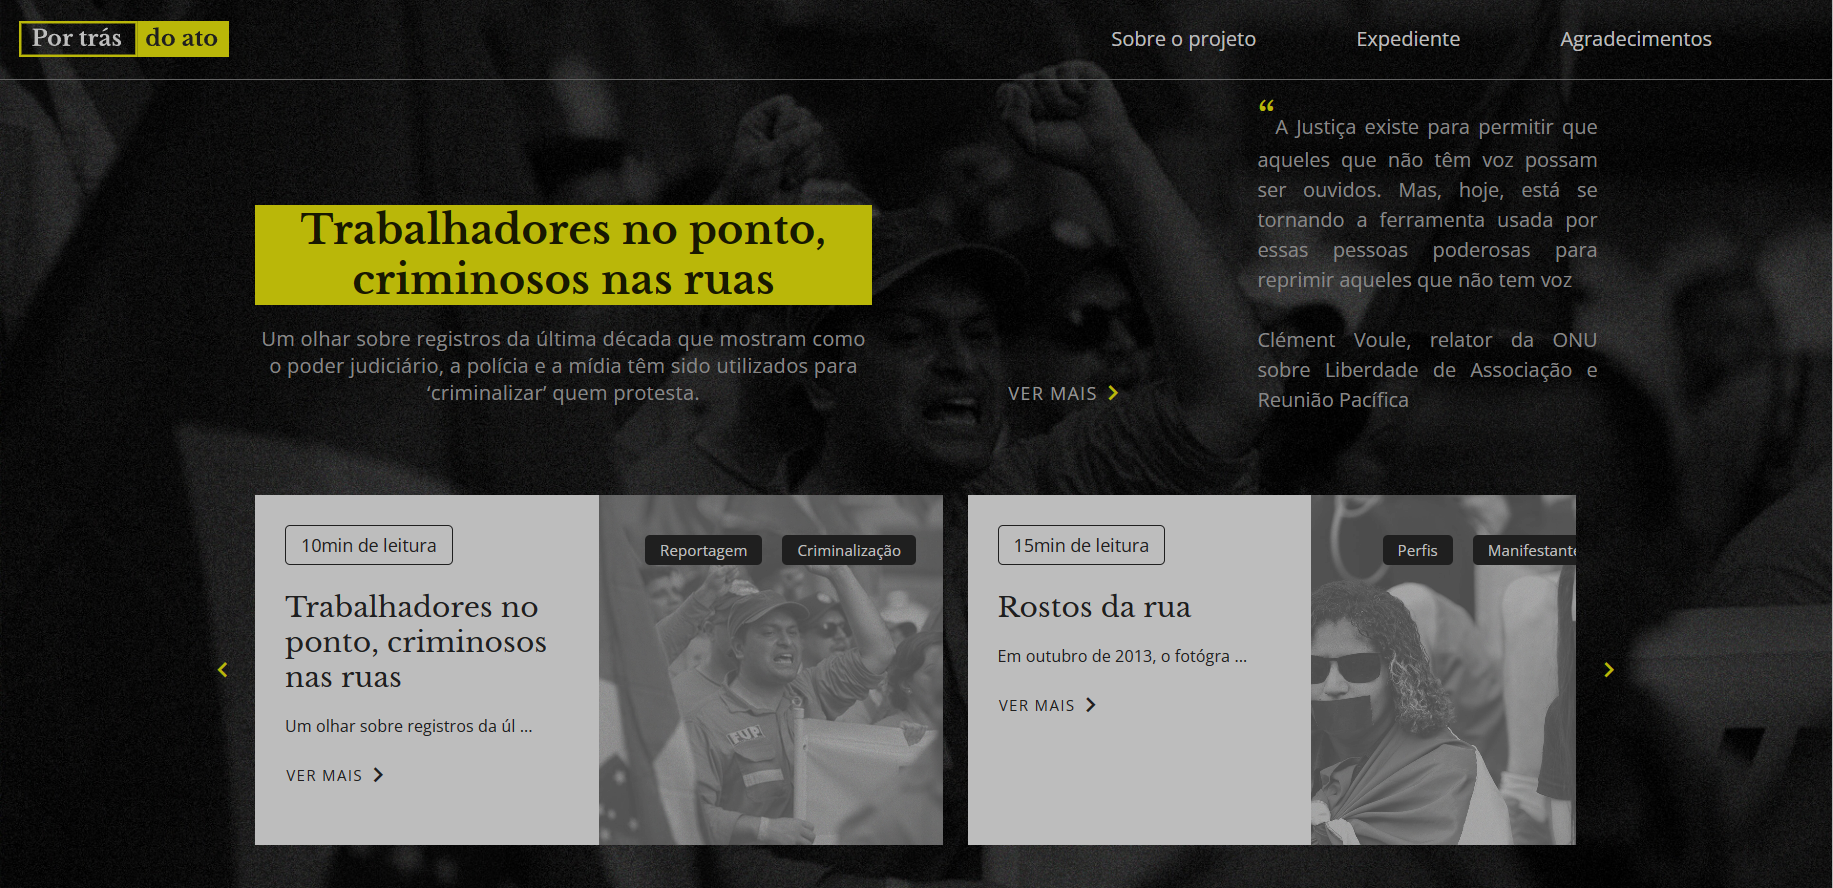 Por trás do ato
Sobre o projeto
Expediente
Agradecimentos
Trabalhadores no ponto,
criminosos nas ruas
Um olhar sobre registros da última década que mostram como
o poder judiciário, a polícia e a mídia têm sido utilizados para
‘criminalizar’ quem protesta.
VER MAIS
“A Justiça existe para permitir que
aqueles que não têm voz possam
ser ouvidos. Mas, hoje, está se
tornando a ferramenta usada por
essas pessoas poderosas para
reprimir aqueles que não tem voz
Clément Voule, relator da ONU
sobre Liberdade de Associação e
Reunião Pacífica
10min de leitura
Trabalhadores no
ponto, criminosos
nas ruas
Um olhar sobre registros da úl ...
VER MAIS
Reportagem
Criminalização
FUP
15min de leitura
Rostos da rua
Em outubro de 2013, o fotógra ...
VER MAIS
Perfis
Manifestante